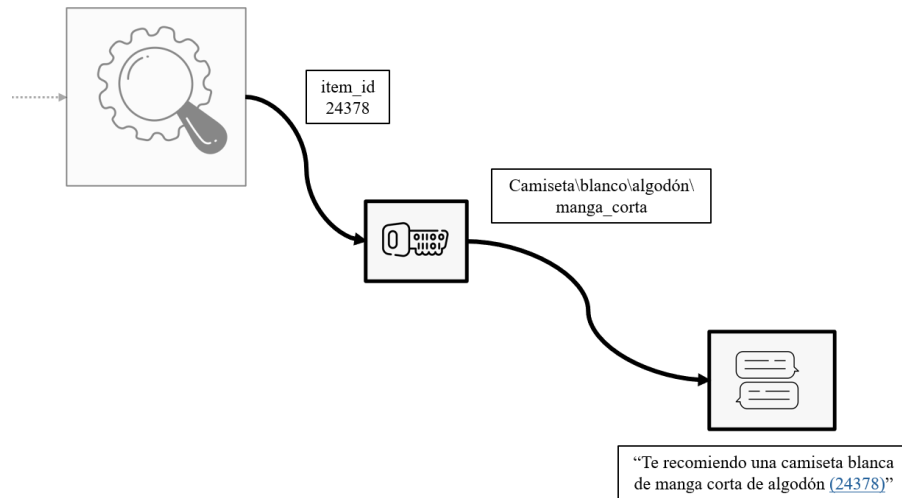 item_id
24378
Camiseta\blanco\algodón\
manga_corta
“Te recomiendo una camiseta blanca
de manga corta de algodón (24378)”